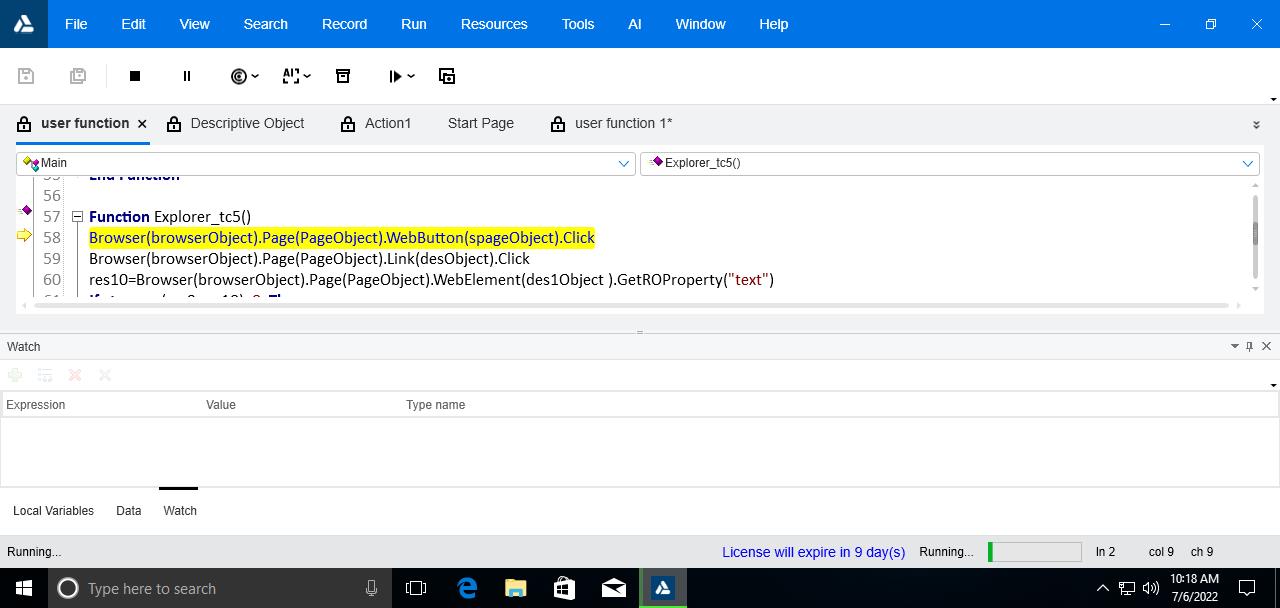 File Edit View Search Record Run Resources Tools AI Window Help
user function Descriptive Object Action1 Start Page user function 1*
Main Explorer_tc5()
55 End Function
56
57 Function Explorer_tc5()
58 Browser(browserObject).Page(PageObject).WebButton(spageObject).Click
59 Browser(browserObject).Page(PageObject).Link(desObject).Click
60 res10=Browser(browserObject).Page(PageObject).WebElement(des1Object ).GetROProperty("text")
Watch
Expression Value Type name
Local Variables Data Watch
Running... License will expire in 9 day(s) Running... ln 2 col 9 ch 9
Type here to search
10:18 AM
7/6/2022